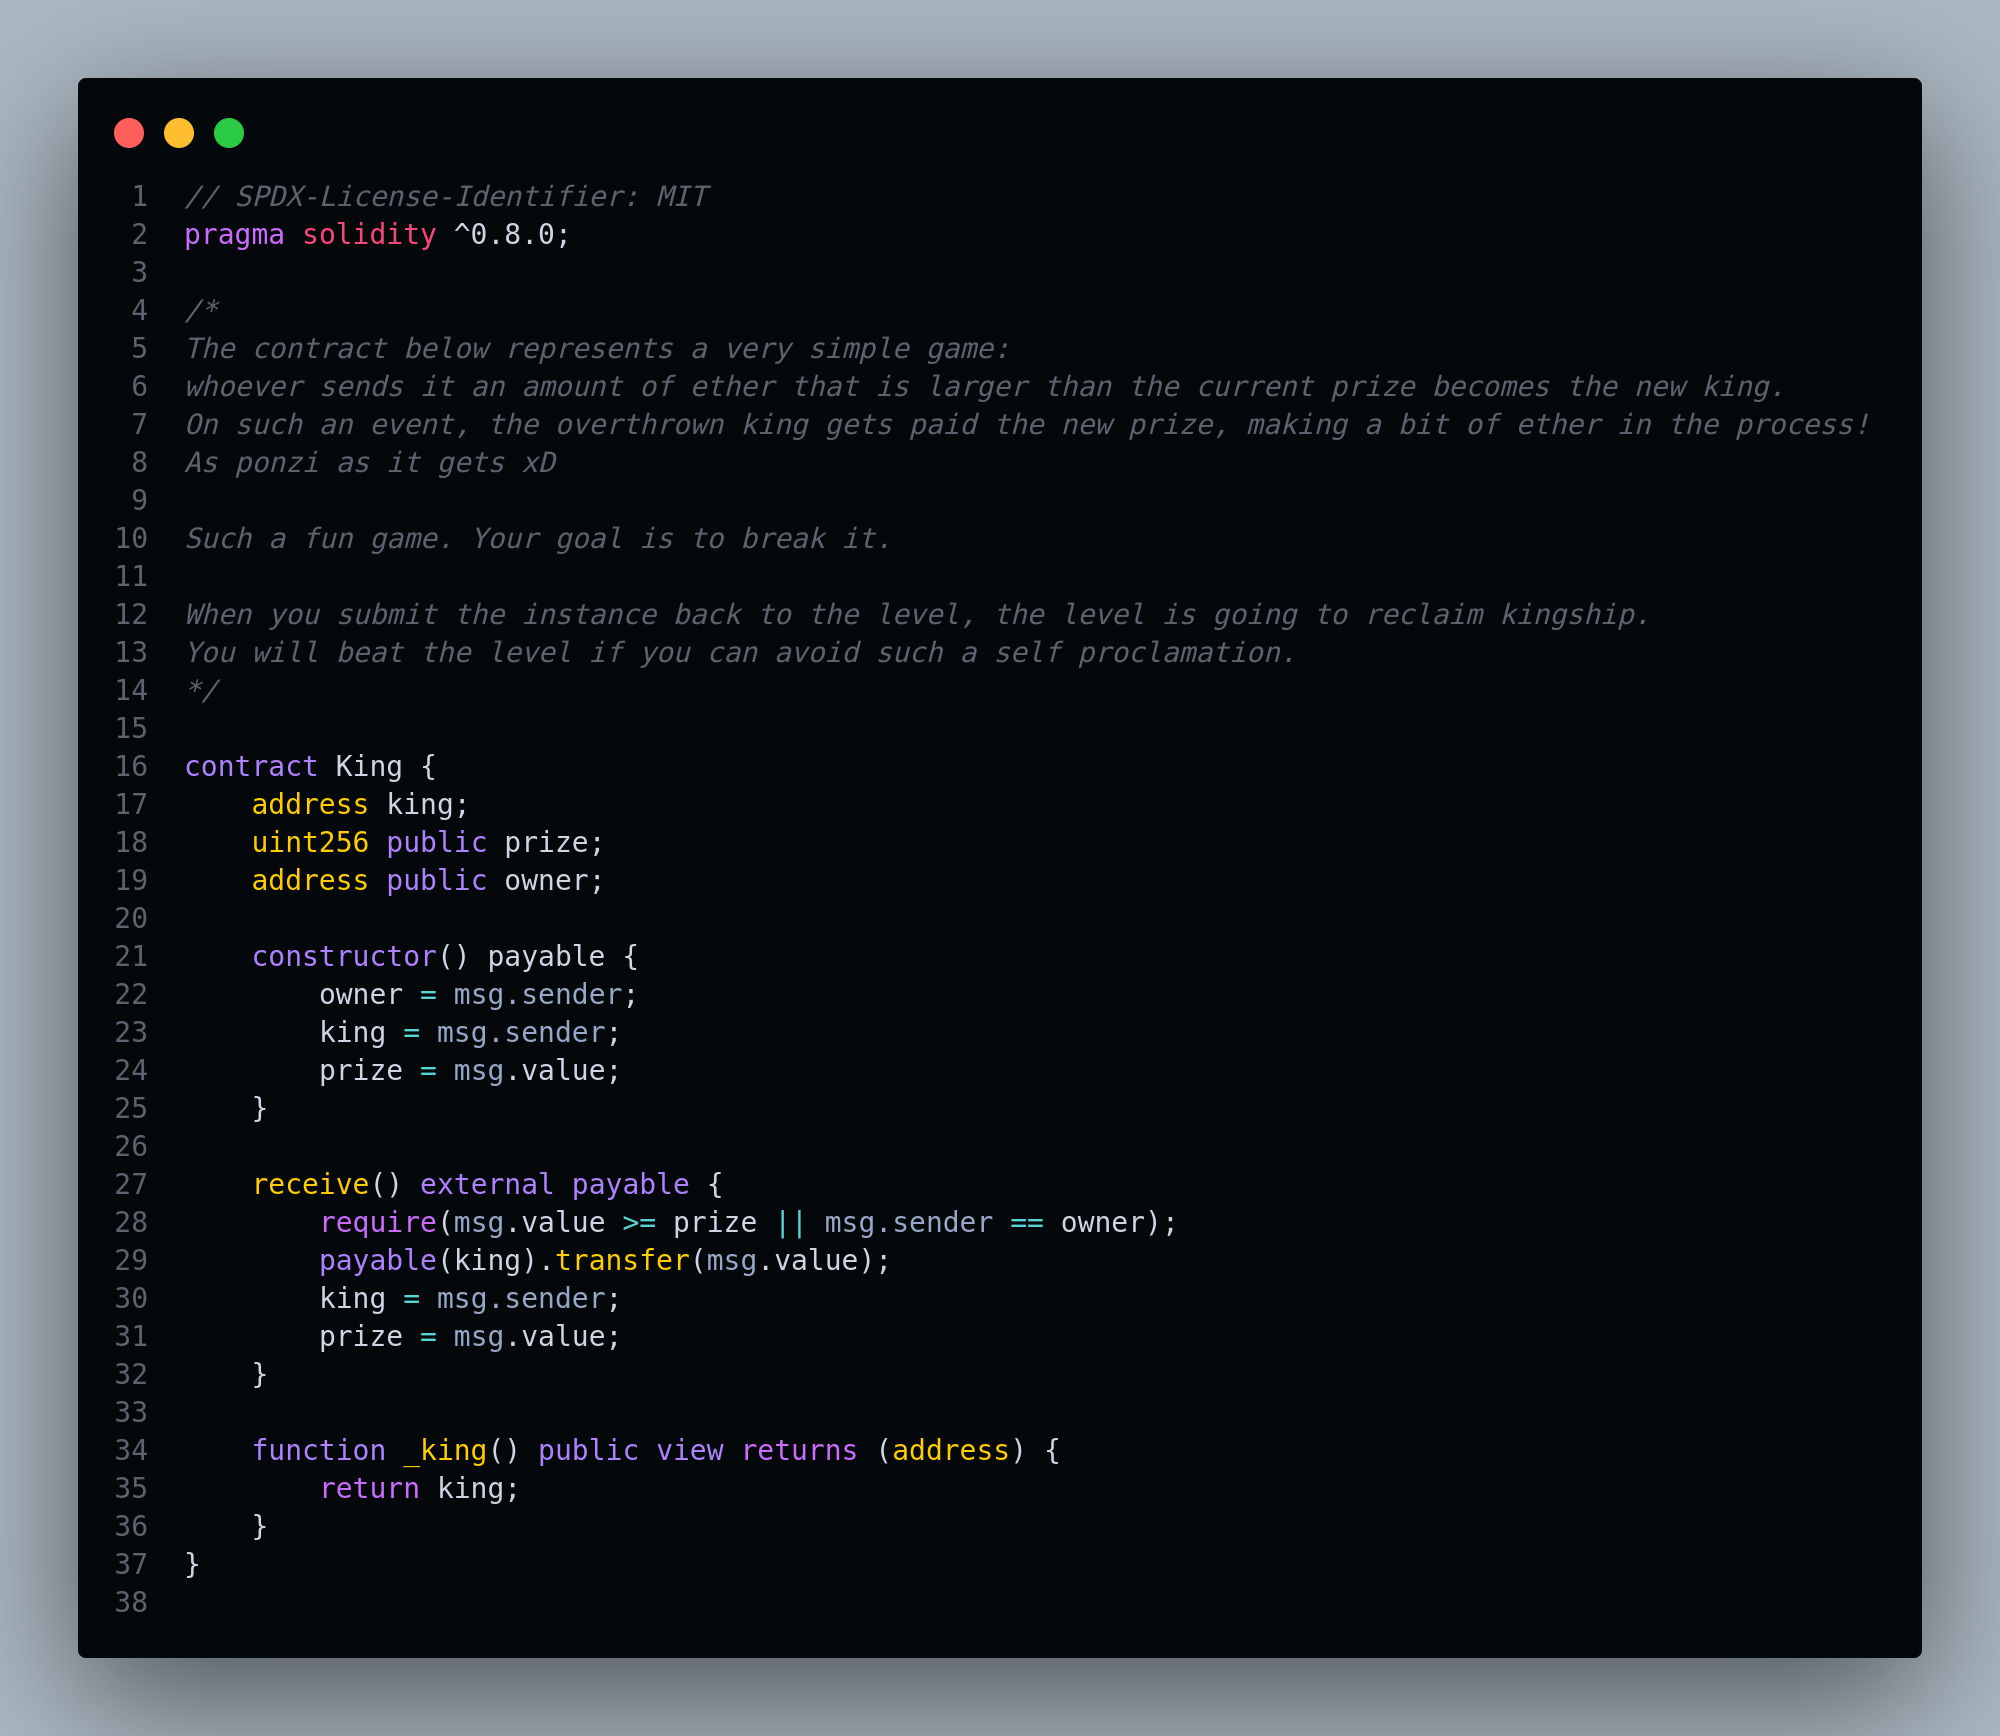 1 // SPDX-License-Identifier: MIT
2 pragma solidity ^0.8.0;
3
4 /*
5 The contract below represents a very simple game:
6 whoever sends it an amount of ether that is larger than the current prize becomes the new king.
7 On such an event, the overthrown king gets paid the new prize, making a bit of ether in the process!
8 As ponzi as it gets xD
9
10 Such a fun game. Your goal is to break it.
11
12 When you submit the instance back to the level, the level is going to reclaim kingship.
13 You will beat the level if you can avoid such a self proclamation.
14 */
15
16 contract King {
17     address king;
18     uint256 public prize;
19     address public owner;
20
21     constructor() payable {
22         owner = msg.sender;
23         king = msg.sender;
24         prize = msg.value;
25     }
26
27     receive() external payable {
28         require(msg.value >= prize || msg.sender == owner);
29         payable(king).transfer(msg.value);
30         king = msg.sender;
31         prize = msg.value;
32     }
33
34     function _king() public view returns (address) {
35         return king;
36     }
37 }
38